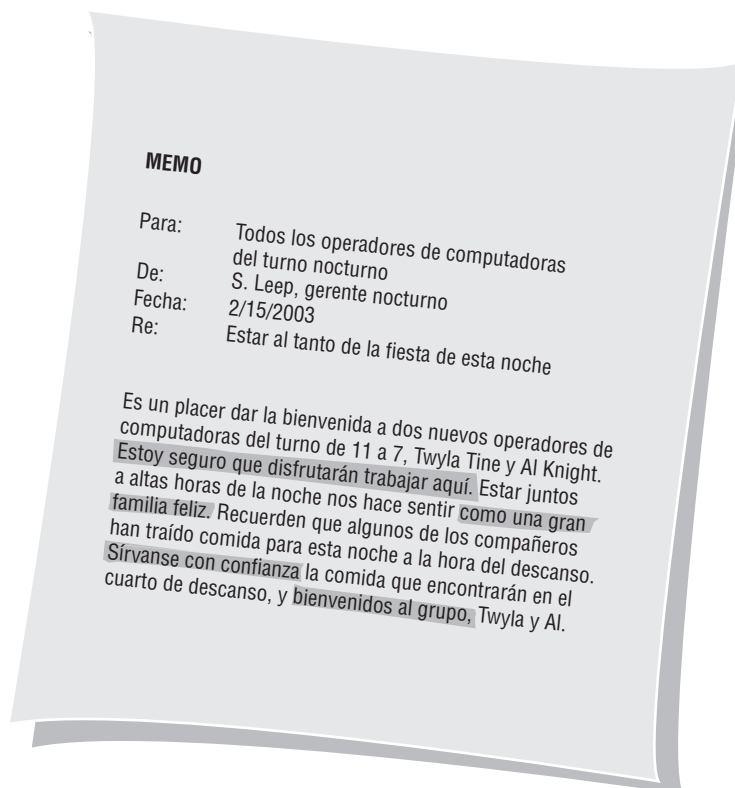 MEMO
Para: Todos los operadores de computadoras
del turno nocturno
De: S. Leep, gerente nocturno
Fecha: 2/15/2003
Re: Estar al tanto de la fiesta de esta noche
Es un placer dar la bienvenida a dos nuevos operadores de
computadoras del turno de 11 a 7, Twyla Tine y Al Knight.
Estoy seguro que disfrutarán trabajar aquí. Estar juntos
a altas horas de la noche nos hace sentir como una gran
familia feliz. Recuerden que algunos de los compañeros
han traído comida para esta noche a la hora del descanso.
Sírvanse con confianza la comida que encontrarán en el
cuarto de descanso, y bienvenidos al grupo, Twyla y Al.